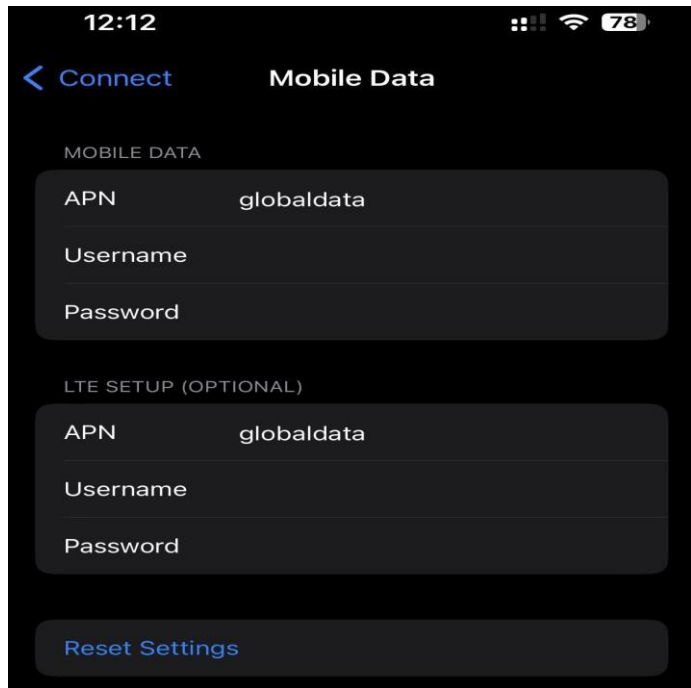 12:12 78
Connect Mobile Data
MOBILE DATA
APN globaldata
Username
Password
LTE SETUP (OPTIONAL)
APN globaldata
Username
Password
Reset Settings